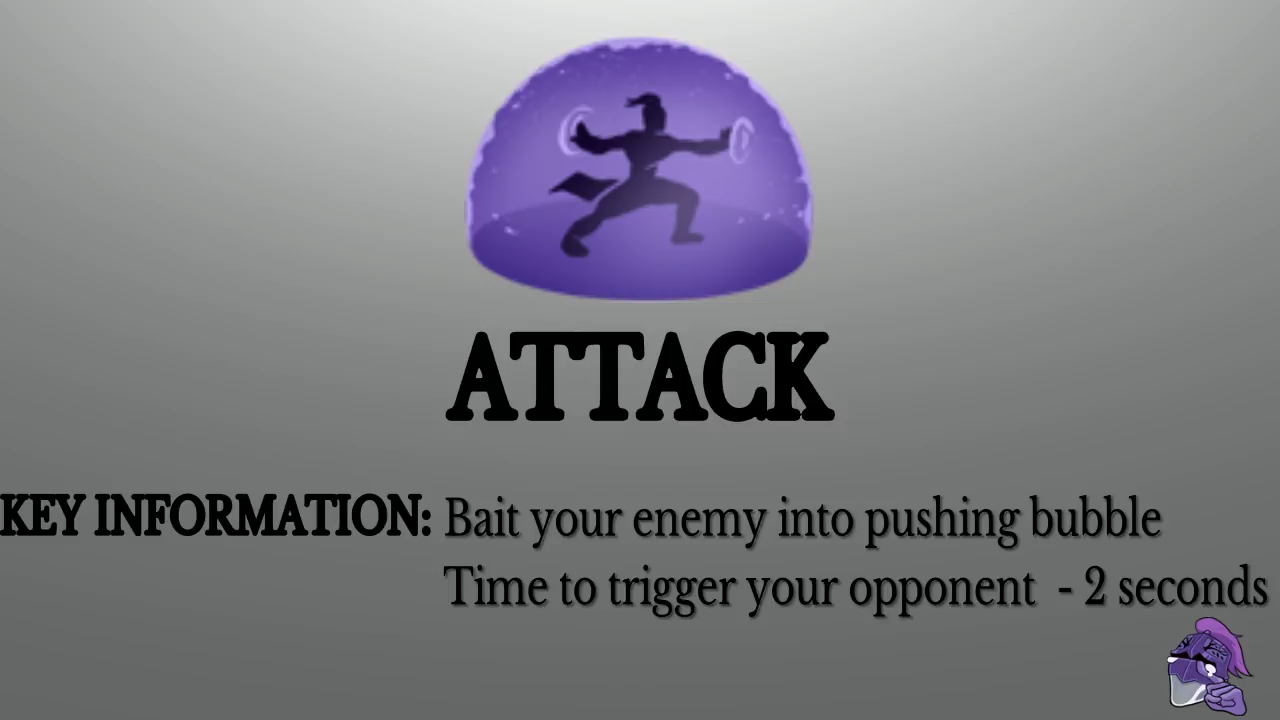 ATTACK
KEY INFORMATION: Bait your enemy into pushing bubble
Time to trigger your opponent - 2 seconds